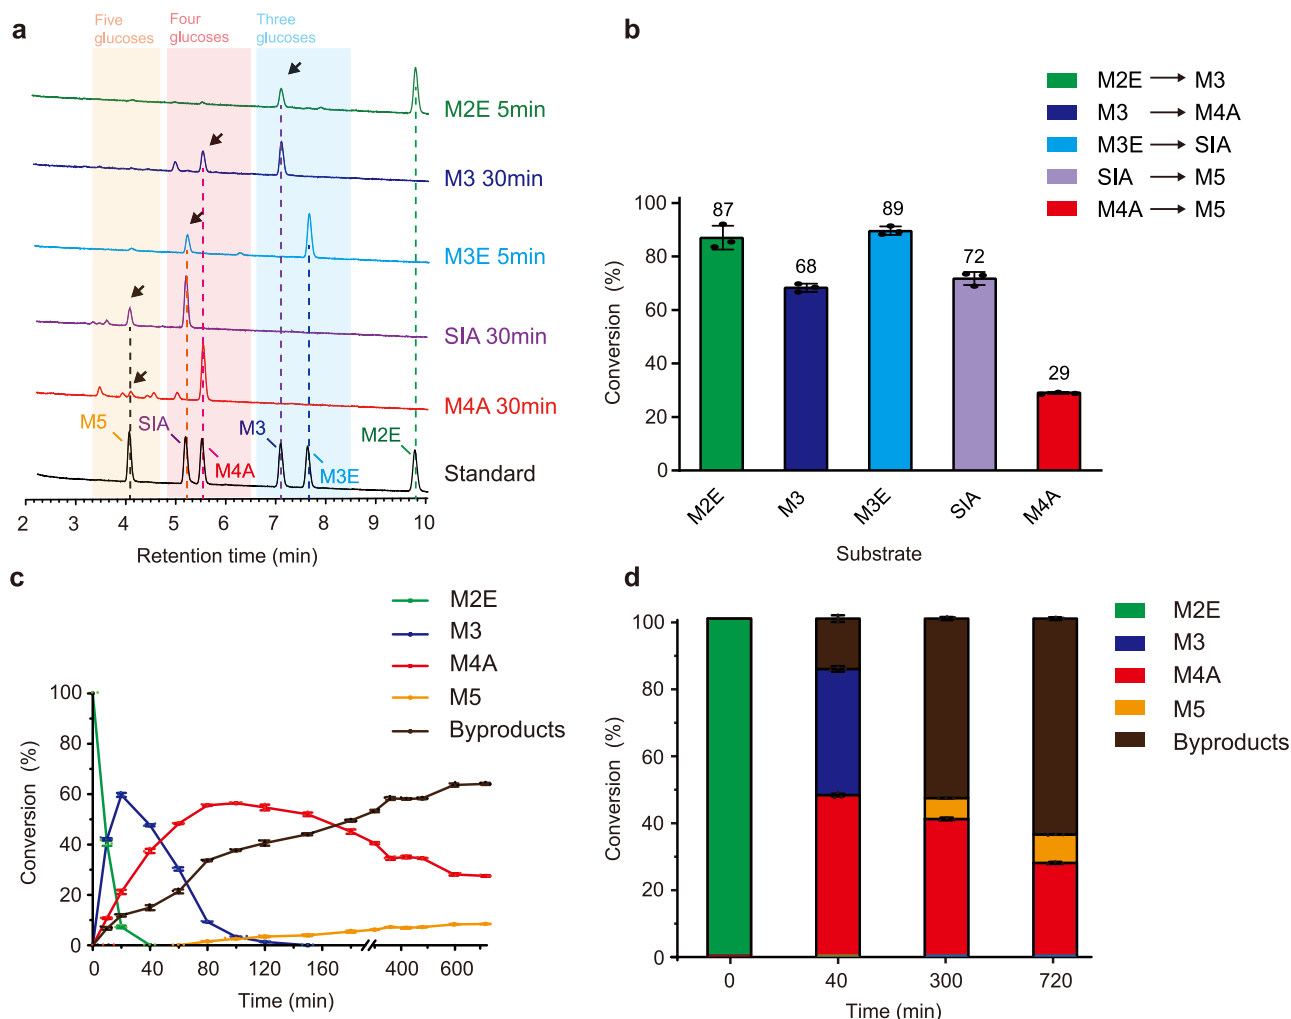 a
Five
glucoses
Four
glucoses
Three
glucoses
M2E 5min
M3 30min
M3E 5min
SIA 30min
M4A 30min
M5
SIA
M4A
M3
M3E
M2E
Standard
2 3 4 5 6 7 8 9 10
Retention time (min)
b
M2E → M3
M3 → M4A
M3E → SIA
SIA → M5
M4A → M5
Conversion (%)
100
80
60
40
20
0
87
68
89
72
29
M2E
M3
M3E
SIA
M4A
Substrate
c
M2E
M3
M4A
M5
Byproducts
Conversion (%)
100
80
60
40
20
0
0 40 80 120 160 400 600
Time (min)
d
M2E
M3
M4A
M5
Byproducts
Conversion (%)
100
80
60
40
20
0
0 40 300 720
Time (min)